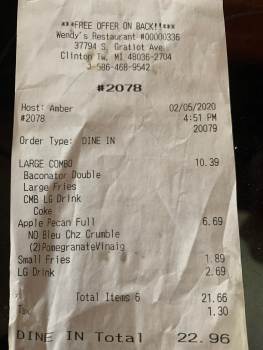 ***FREE OFFER ON BACK!!***
Wendy's Restaurant #00000336
37794 S. Gratiot Ave
Clinton Tw, MI 48036-2704
586-468-9542
#2078
Host: Amber 02/05/2020
#2078 4:51 PM
20079
Order Type: DINE IN
LARGE COMBO 10.39
Baconator Double
Large Fries
CMB LG Drink
Coke
Apple Pecan Full 6.69
NO Bleu Chz Crumble
(2)PomegranateVinaig
Small Fries 1.89
LG Drink 2.69
Total Items 6 21.66
Tax 1.30
DINE IN Total 22.96